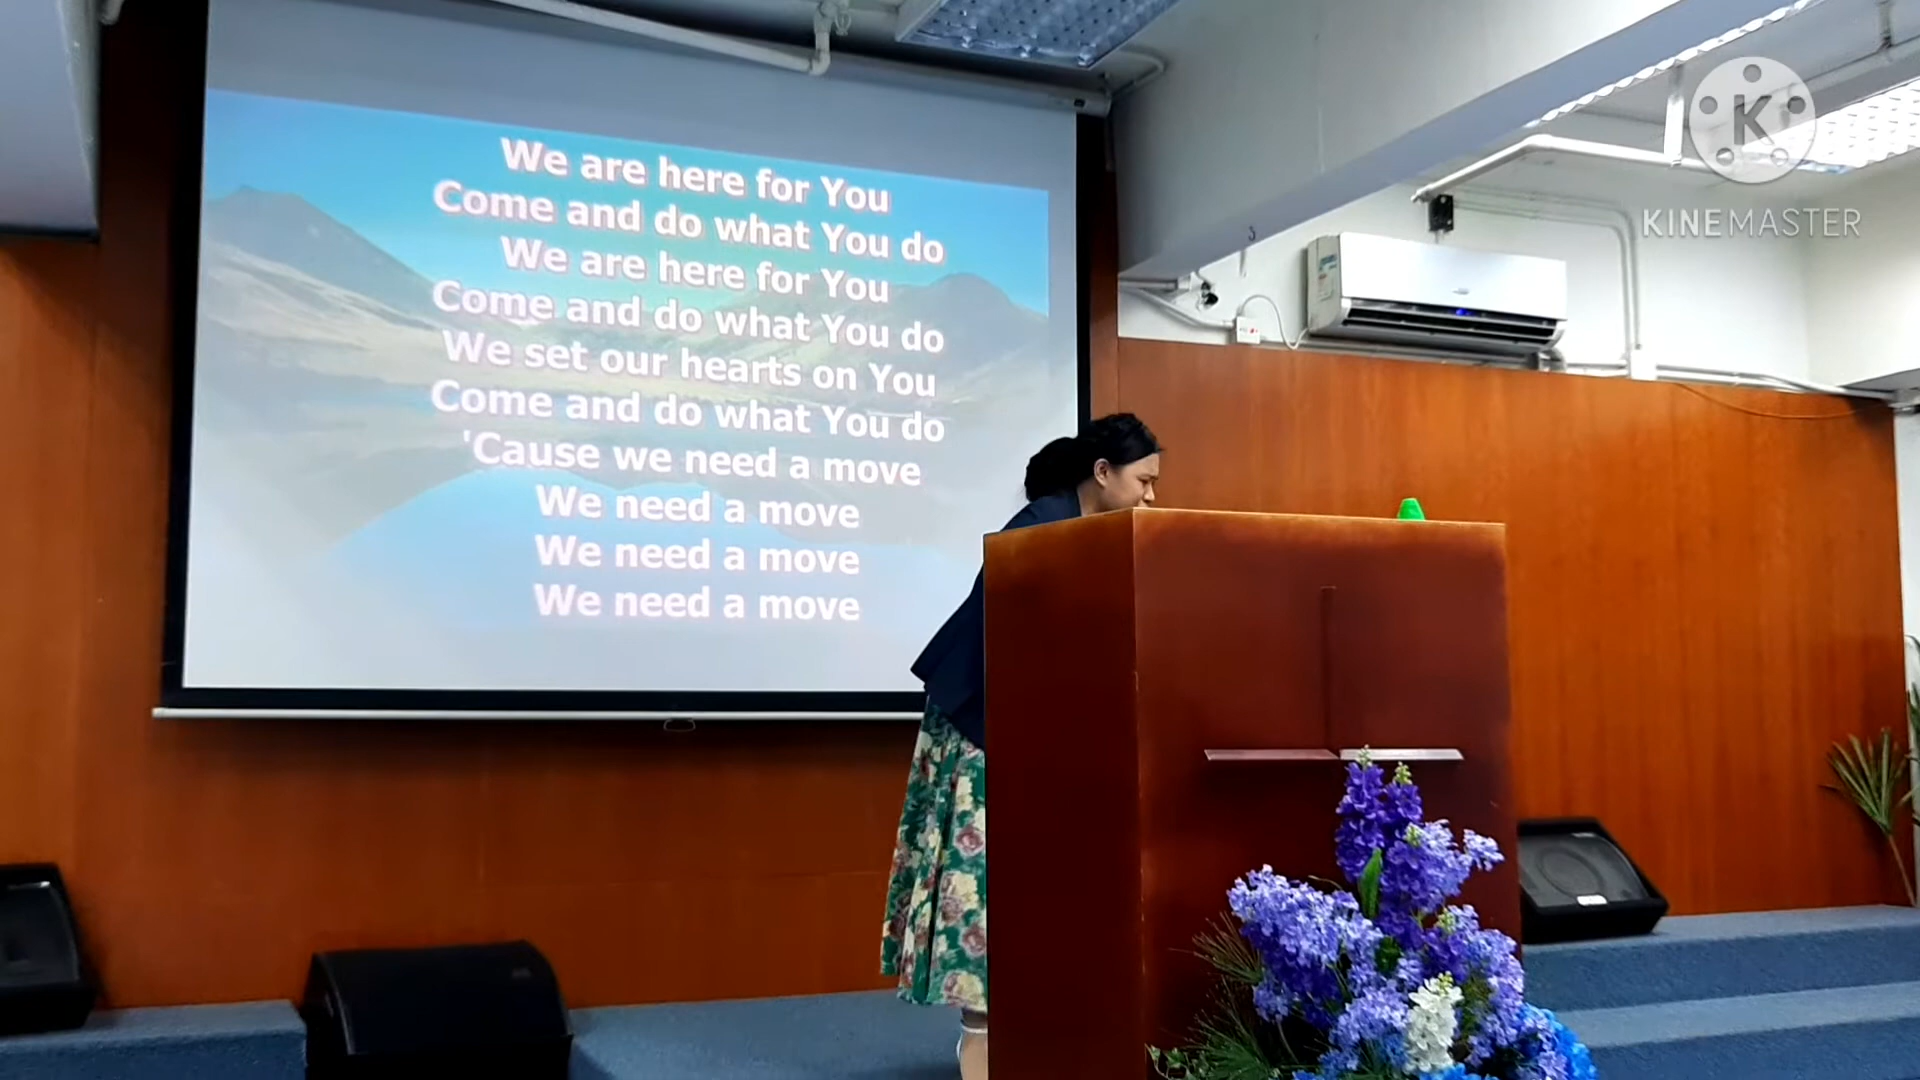 We are here for You
Come and do what You do
We are here for You
Come and do what You do
We set our hearts on You
Come and do what You do
'Cause we need a move
We need a move
We need a move
We need a move
K
KINEMASTER